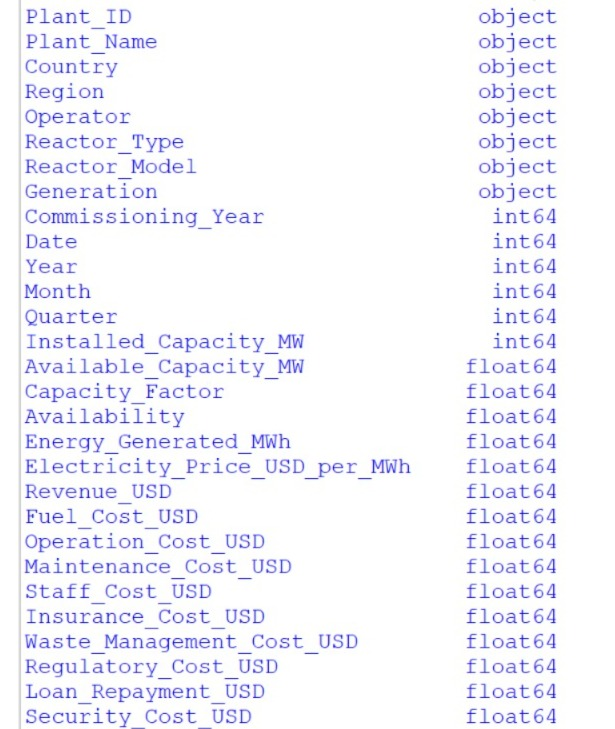 Plant_ID object
Plant_Name object
Country object
Region object
Operator object
Reactor_Type object
Reactor_Model object
Generation object
Commissioning_Year int64
Date int64
Year int64
Month int64
Quarter int64
Installed_Capacity_MW int64
Available_Capacity_MW float64
Capacity_Factor float64
Availability float64
Energy_Generated_MWh float64
Electricity_Price_USD_per_MWh float64
Revenue_USD float64
Fuel_Cost_USD float64
Operation_Cost_USD float64
Maintenance_Cost_USD float64
Staff_Cost_USD float64
Insurance_Cost_USD float64
Waste_Management_Cost_USD float64
Regulatory_Cost_USD float64
Loan_Repayment_USD float64
Security_Cost_USD float64